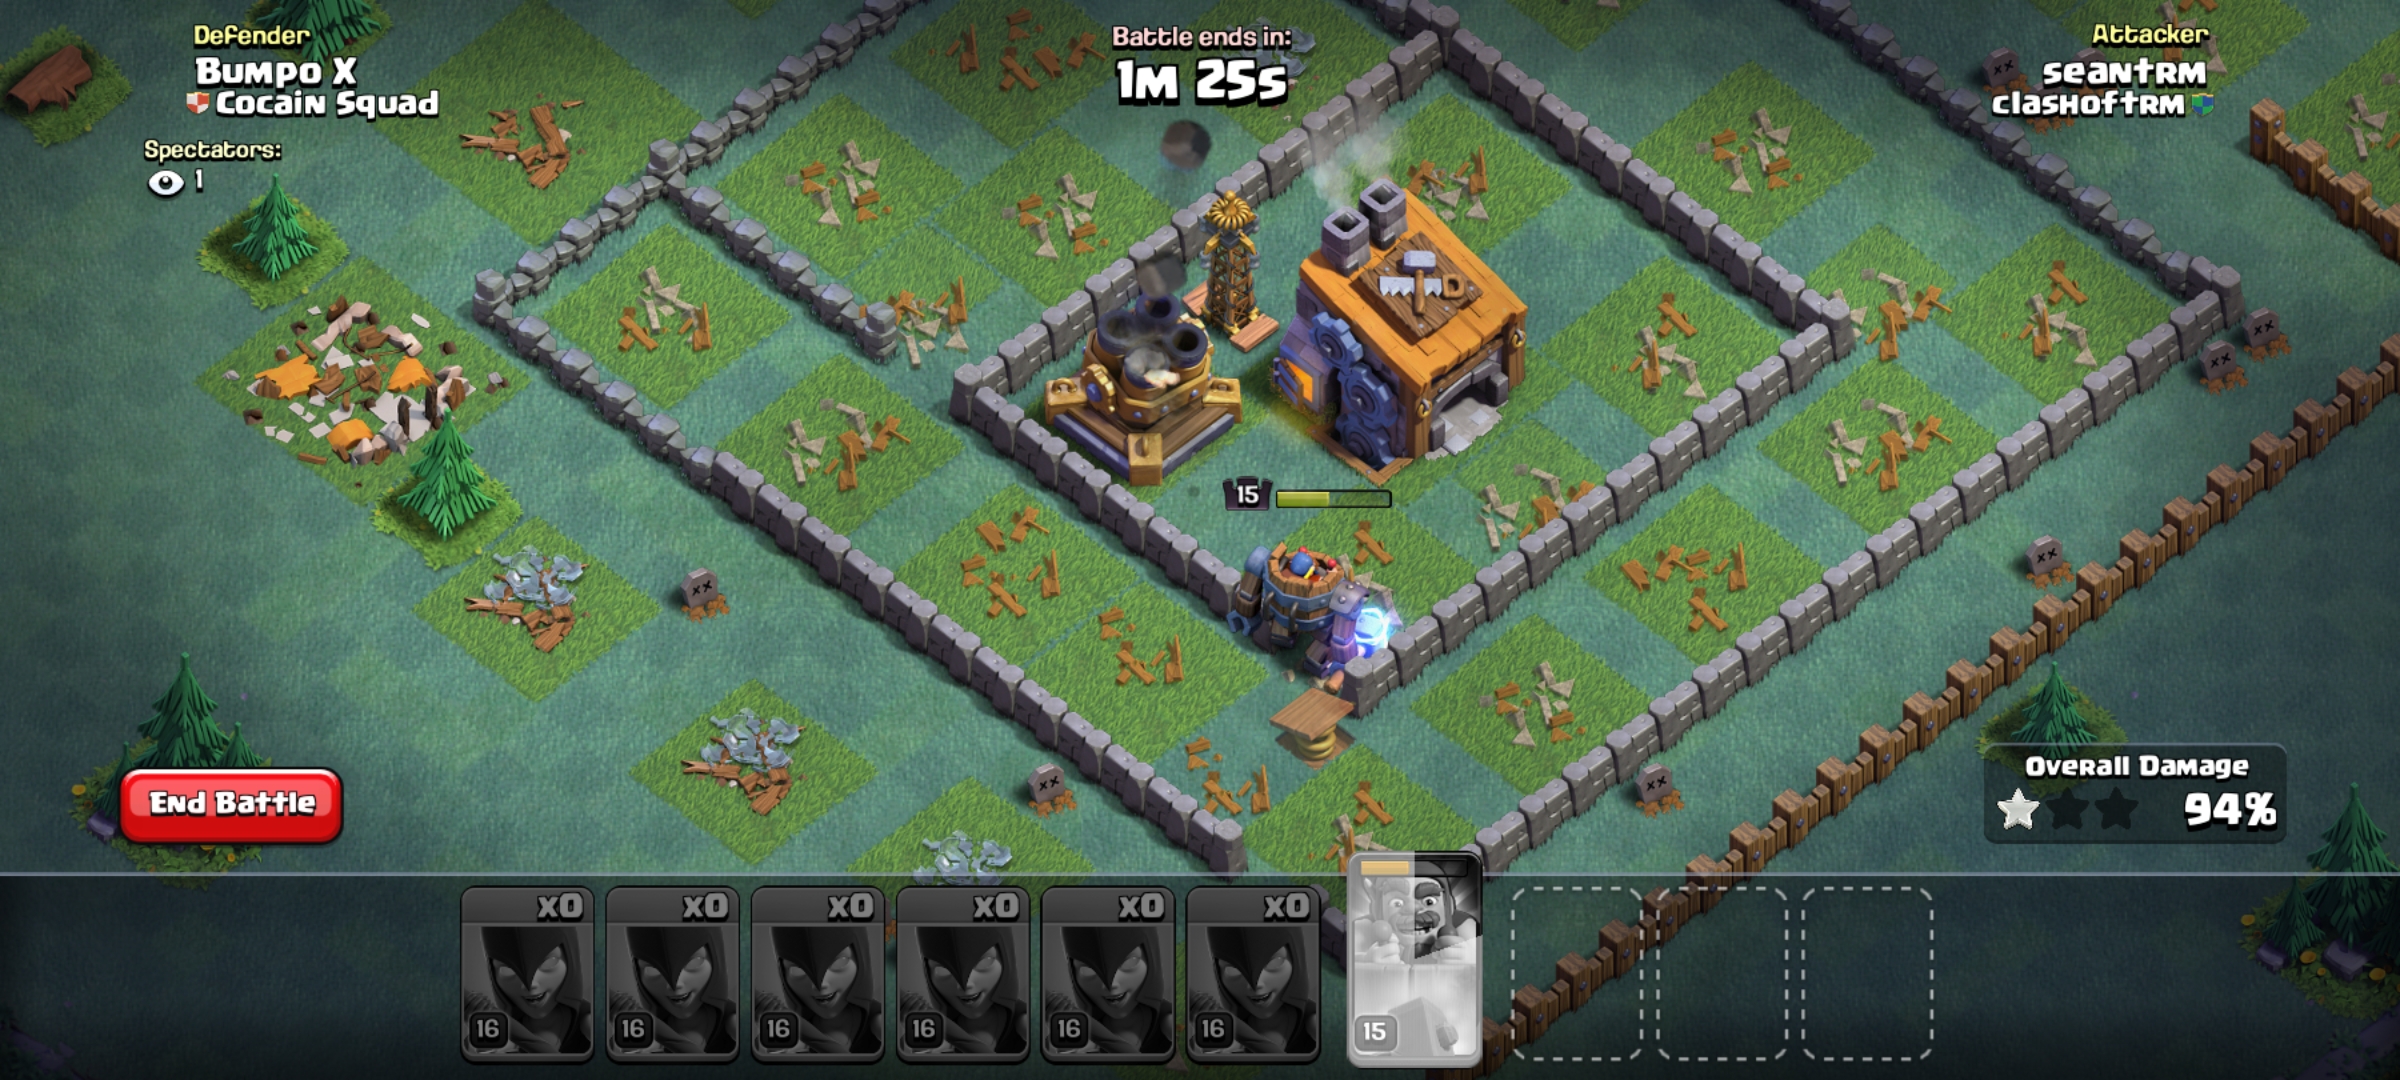 Defender
Bumpo X
Cocain Squad
Spectators:
1
Battle ends in:
1M 25s
Attacker
seantRM
clashoftRM
15
End Battle
Overall Damage
94%
x0
x0
x0
x0
x0
x0
16
16
16
16
16
16
15